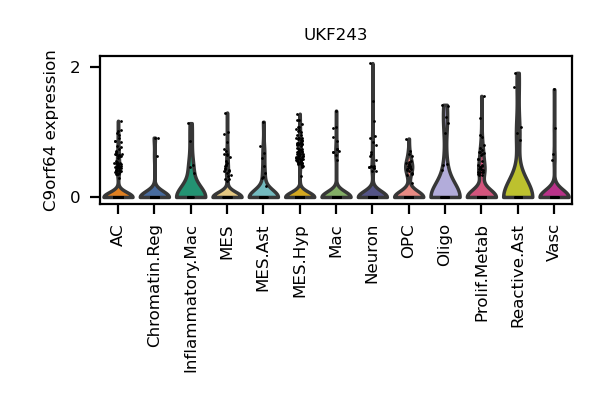 UKF243
C9orf64 expression
2
0
AC
Chromatin.Reg
Inflammatory.Mac
MES
MES.Ast
MES.Hyp
Mac
Neuron
OPC
Oligo
Prolif.Metab
Reactive.Ast
Vasc